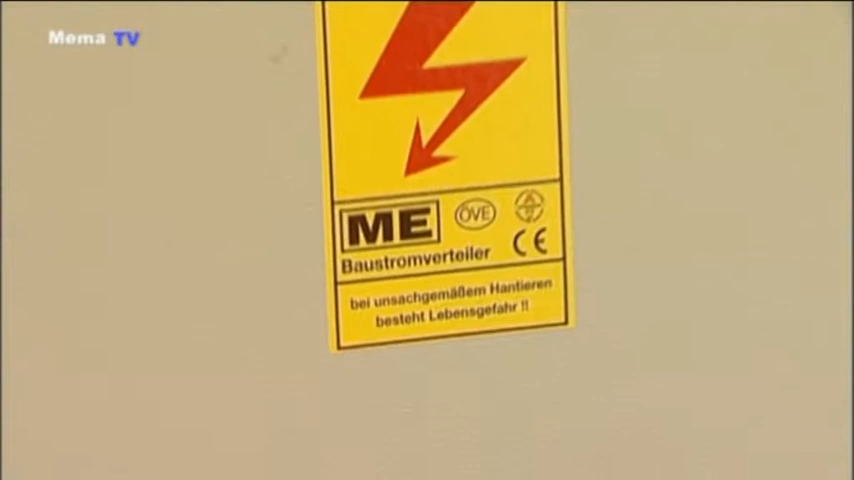 Mema TV
ME ÖVE
CE
Baustromverteiler
bei unsachgemäßem Hantieren
besteht Lebensgefahr !!